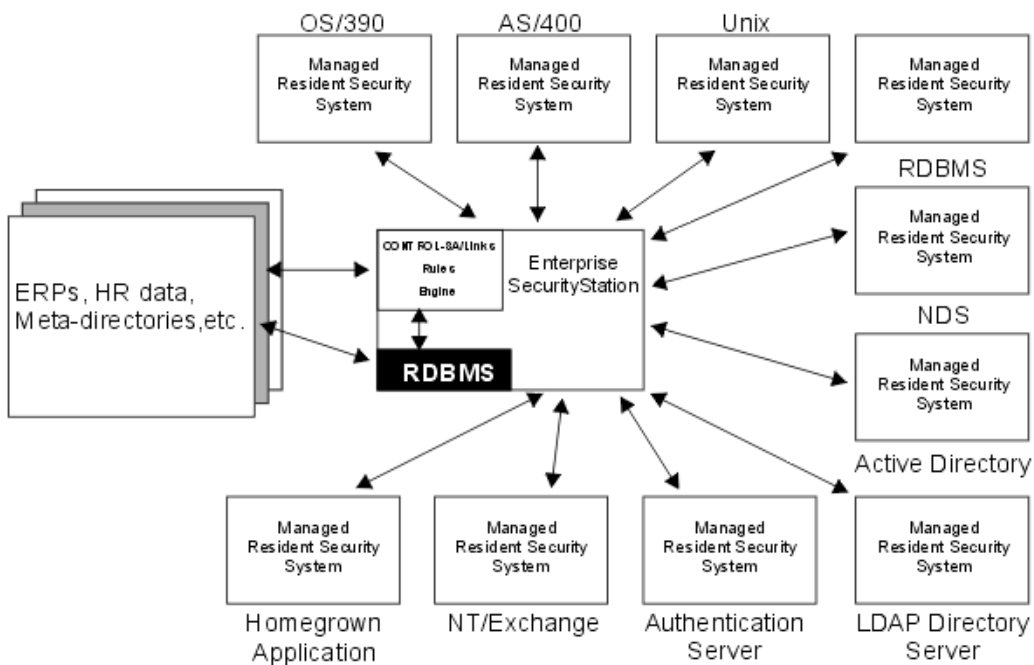 OS/390
AS/400
Unix
Managed
Resident Security
System
Managed
Resident Security
System
Managed
Resident Security
System
Managed
Resident Security
System
RDBMS
Managed
Resident Security
System
NDS
Managed
Resident Security
System
Active Directory
ERPs, HR data,
Meta-directories,etc.
CONTROL-SA/Links
Rules
Engine
Enterprise
SecurityStation
RDBMS
Managed
Resident Security
System
Managed
Resident Security
System
Managed
Resident Security
System
Managed
Resident Security
System
Homegrown
Application
NT/Exchange
Authentication
Server
LDAP Directory
Server